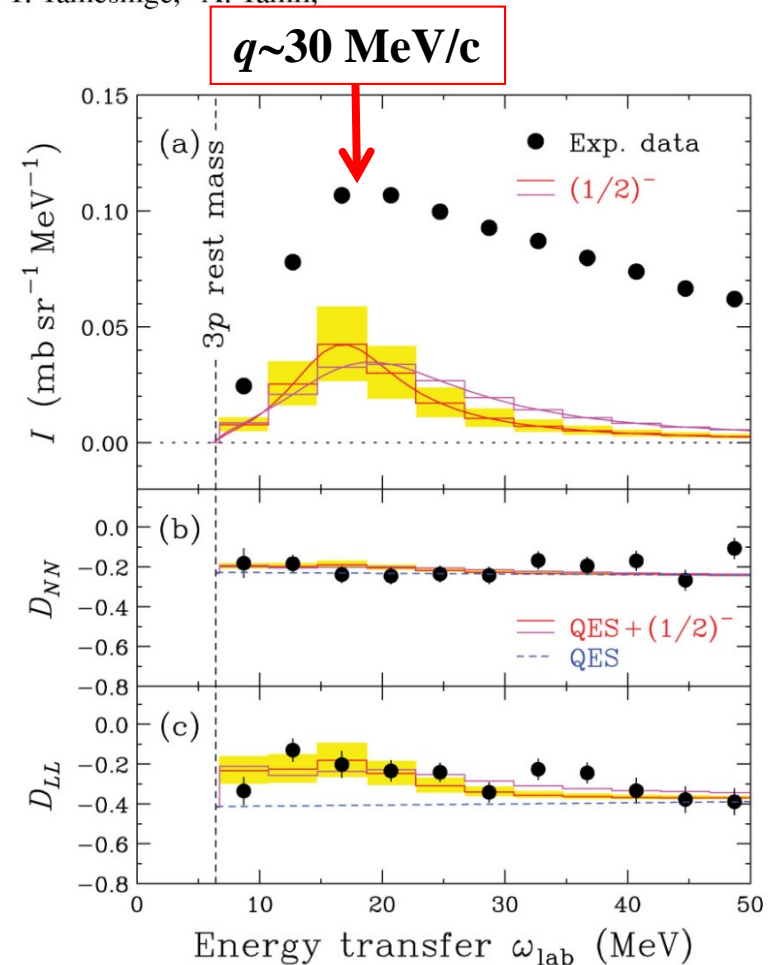 q~30 MeV/c
0.15
(a)
3p rest mass
Exp. data
(1/2)⁻
0.10
0.05
0.00
I (mb sr⁻¹ MeV⁻¹)
0.0
(b)
−0.2
−0.4
−0.6
−0.8
D_NN
QES+(1/2)⁻
QES
0.0
(c)
−0.2
−0.4
−0.6
−0.8
D_LL
0 10 20 30 40 50
Energy transfer ω_lab (MeV)